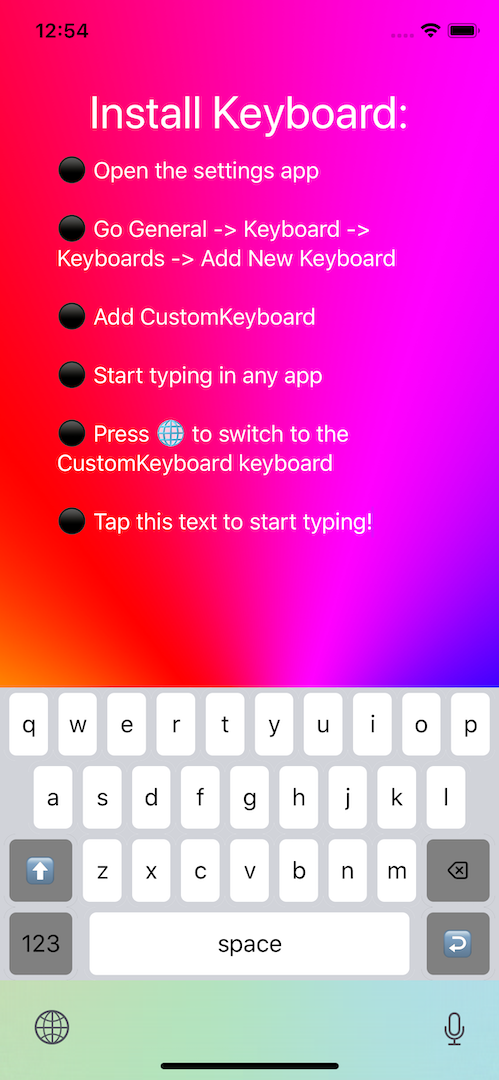 12:54
Install Keyboard:
⚫ Open the settings app
⚫ Go General -> Keyboard ->
Keyboards -> Add New Keyboard
⚫ Add CustomKeyboard
⚫ Start typing in any app
⚫ Press 🌐 to switch to the
CustomKeyboard keyboard
⚫ Tap this text to start typing!
q w e r t y u i o p
a s d f g h j k l
⬆️ z x c v b n m ⌫
123 space ↩️